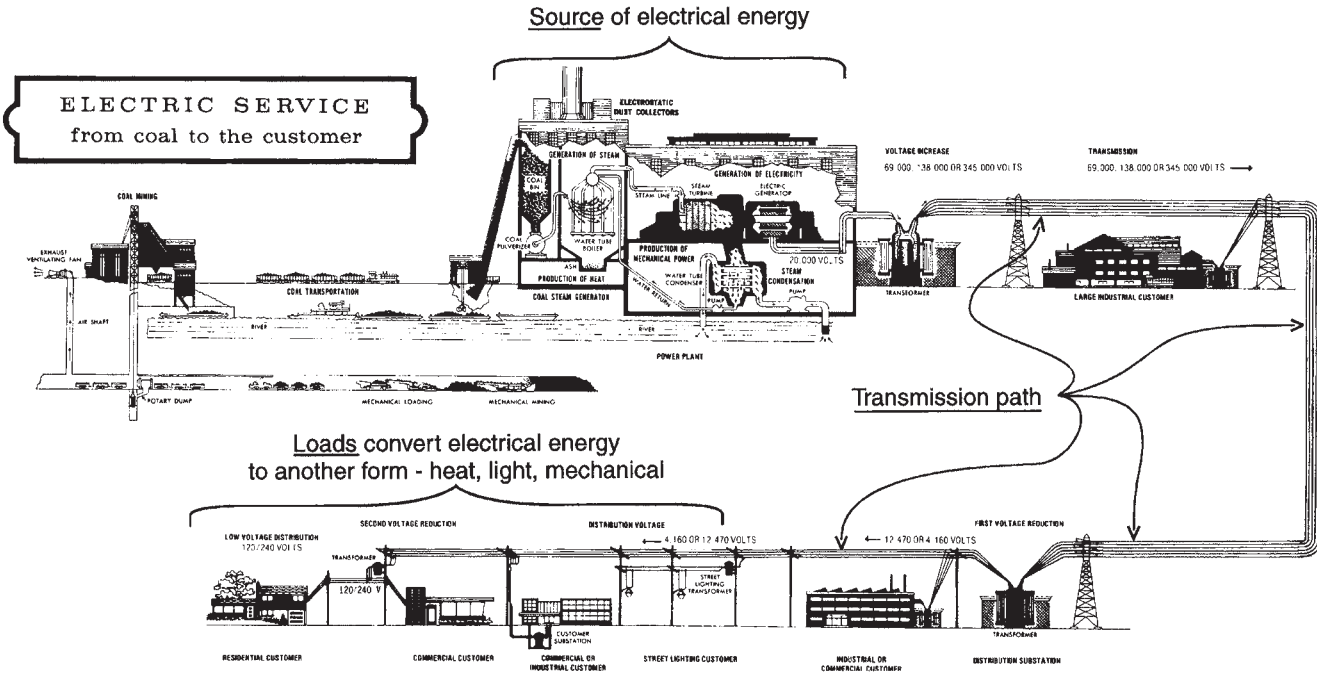 Source of electrical energy
ELECTRIC SERVICE
from coal to the customer
ELECTROSTATIC
DUST COLLECTORS
GENERATION OF STEAM
COAL
BIN
COAL
PULVERIZER
WATER TUBE
BOILER
ASH
PRODUCTION OF HEAT
COAL STEAM GENERATOR
STEAM LINE
GENERATION OF ELECTRICITY
STEAM
TURBINE
ELECTRIC
GENERATOR
20 000 VOLTS
PRODUCTION OF
MECHANICAL POWER
WATER TUBE
CONDENSER
STEAM
CONDENSATION
PUMP
PUMP
WATER RETURN
RIVER
POWER PLANT
VOLTAGE INCREASE
69 000, 138 000 OR 345 000 VOLTS
TRANSMISSION
69 000, 138 000 OR 345 000 VOLTS
TRANSFORMER
LARGE INDUSTRIAL CUSTOMER
COAL MINING
EXHAUST
VENTILATING FAN
AIR SHAFT
COAL TRANSPORTATION
RIVER
ROTARY DUMP
MECHANICAL LOADING
MECHANICAL MINING
Transmission path
Loads convert electrical energy
to another form - heat, light, mechanical
LOW VOLTAGE DISTRIBUTION
120/240 VOLTS
SECOND VOLTAGE REDUCTION
TRANSFORMER
120/240 V
DISTRIBUTION VOLTAGE
4 160 OR 12 470 VOLTS
12 470 OR 4 160 VOLTS
FIRST VOLTAGE REDUCTION
STREET
LIGHTING
TRANSFORMER
CUSTOMER
SUBSTATION
TRANSFORMER
RESIDENTIAL CUSTOMER
COMMERCIAL CUSTOMER
COMMERCIAL OR
INDUSTRIAL CUSTOMER
STREET LIGHTING CUSTOMER
INDUSTRIAL OR
COMMERCIAL CUSTOMER
DISTRIBUTION SUBSTATION